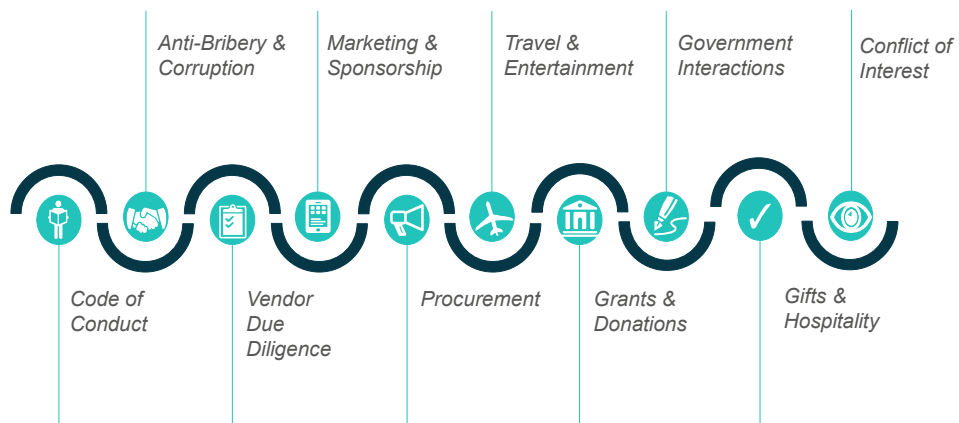 Anti-Bribery &
Corruption
Marketing &
Sponsorship
Travel &
Entertainment
Government
Interactions
Conflict of
Interest
Code of
Conduct
Vendor
Due
Diligence
Procurement
Grants &
Donations
Gifts &
Hospitality